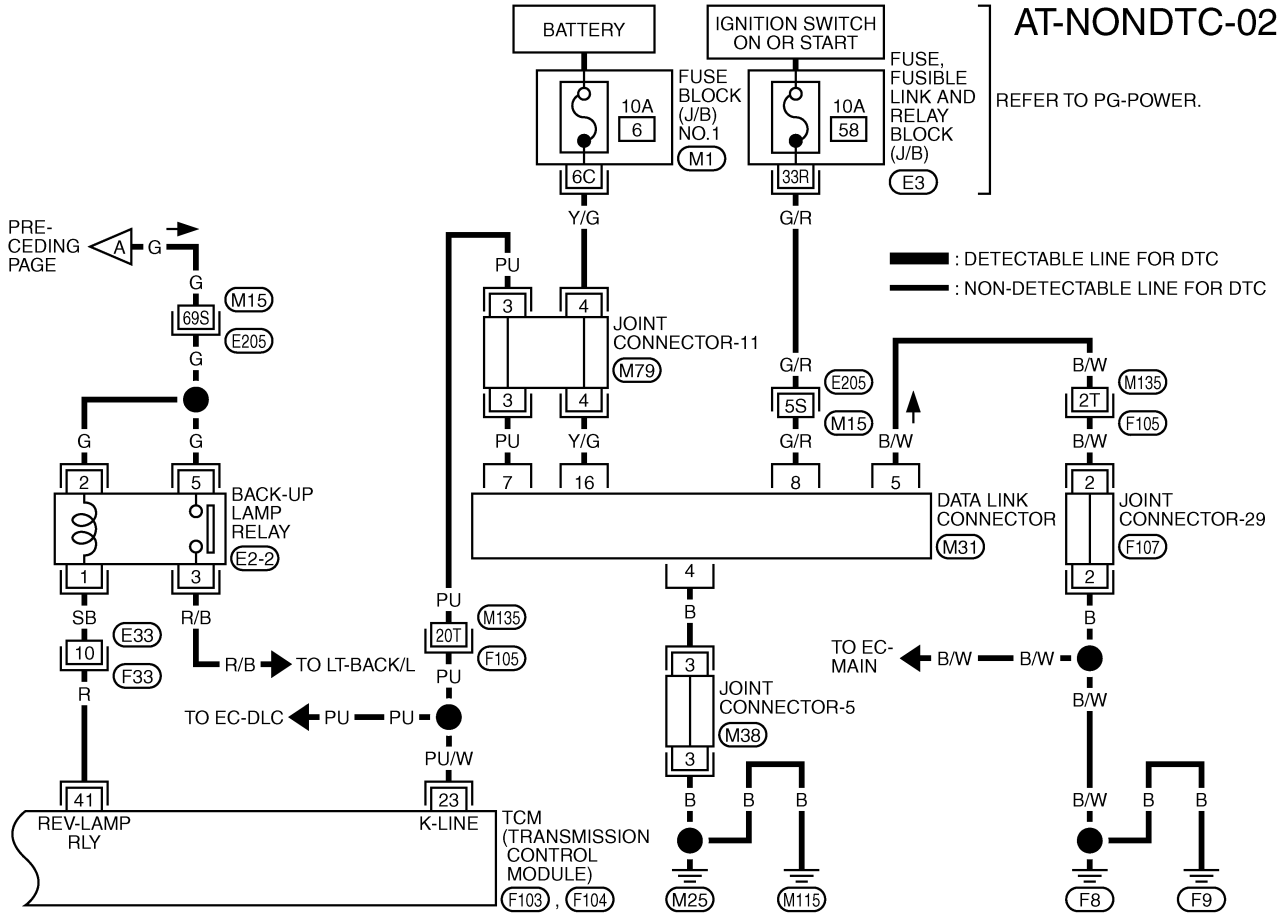 AT-NONDTC-02
BATTERY
IGNITION SWITCH
ON OR START
10A
6
6C
FUSE
BLOCK
(J/B)
NO.1
M1
10A
58
33R
FUSE,
FUSIBLE
LINK AND
RELAY
BLOCK
(J/B)
E3
REFER TO PG-POWER.
: DETECTABLE LINE FOR DTC
: NON-DETECTABLE LINE FOR DTC
PRE-
CEDING
PAGE
A
G
G
69S
M15
E205
G
G
G
2
5
BACK-UP
LAMP
RELAY
E2-2
1
3
SB
R/B
10
E33
F33
R
R/B
TO LT-BACK/L
41
REV-LAMP
RLY
Y/G
PU
3
4
JOINT
CONNECTOR-11
M79
3
4
PU
Y/G
7
16
G/R
G/R
5S
E205
M15
G/R
8
B/W
5
DATA LINK
CONNECTOR
M31
4
B
3
JOINT
CONNECTOR-5
M38
3
B
B
B
M25
M115
PU
20T
M135
F105
PU
TO EC-DLC
PU
PU
PU/W
23
K-LINE
TCM
(TRANSMISSION
CONTROL
MODULE)
F103 , F104
B/W
2T
M135
F105
B/W
2
JOINT
CONNECTOR-29
F107
2
B
TO EC-
MAIN
B/W
B/W
B/W
B/W
B
B
F8
F9